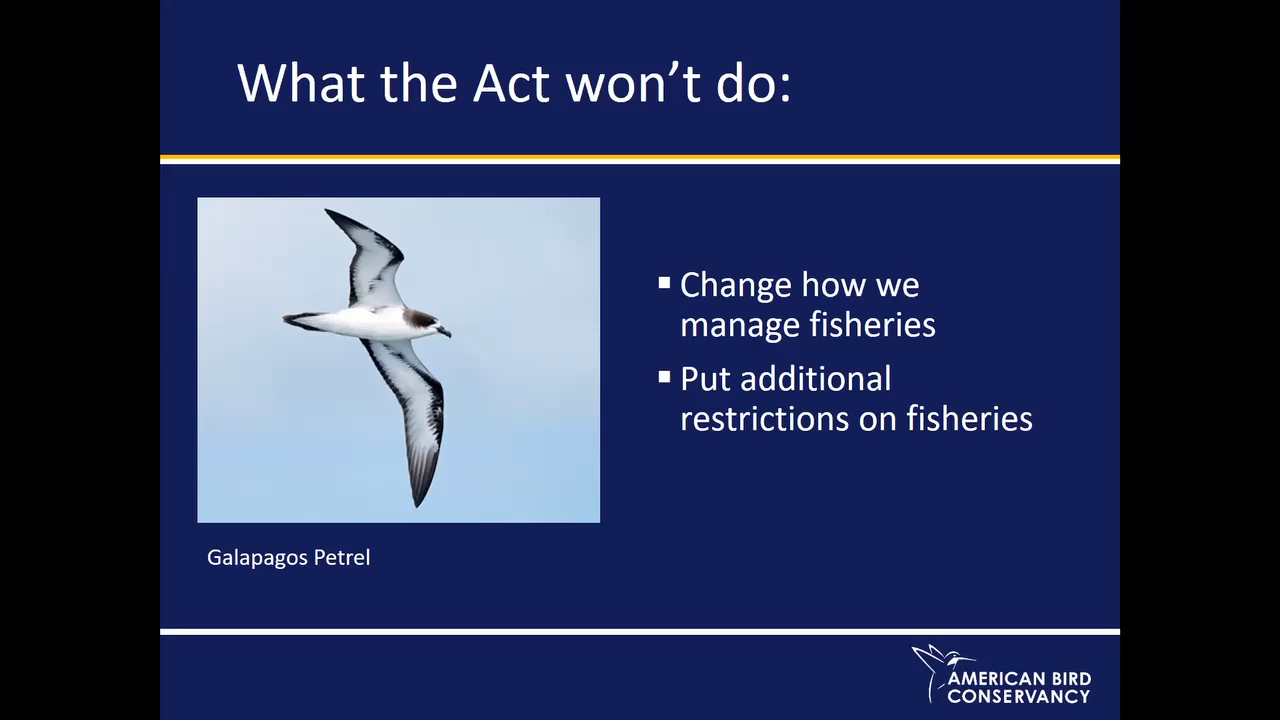 What the Act won’t do:
▪ Change how we
manage fisheries
▪ Put additional
restrictions on fisheries
Galapagos Petrel
AMERICAN BIRD
CONSERVANCY